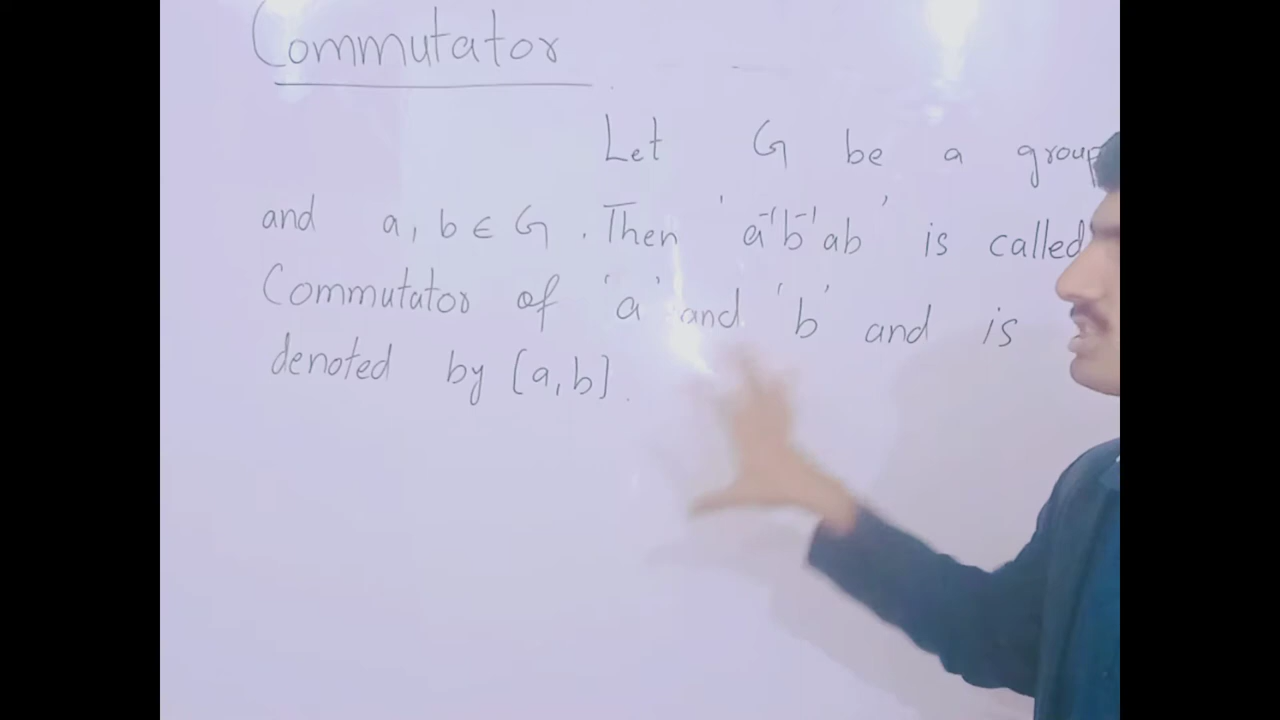 Commutator
Let G be a group
and a, b ∈ G. Then 'a⁻¹b⁻¹ab' is called
Commutator of 'a' and 'b' and is
denoted by [a, b].